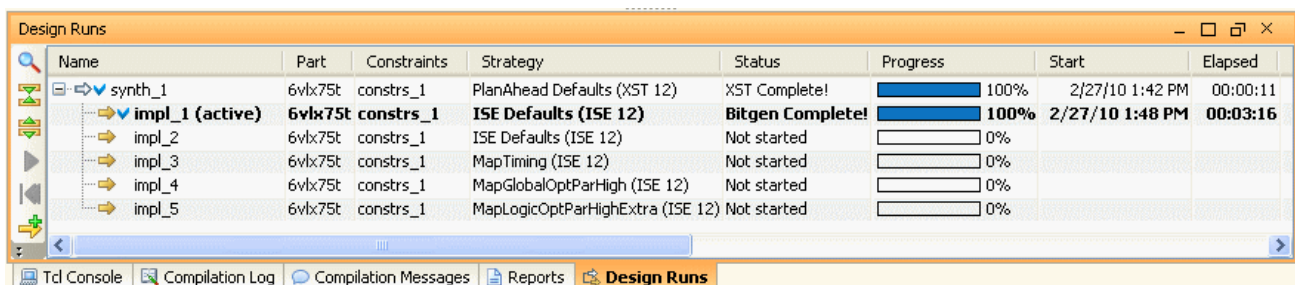 Design Runs
Name Part Constraints Strategy Status Progress Start Elapsed
synth_1 6vlx75t constrs_1 PlanAhead Defaults (XST 12) XST Complete! 100% 2/27/10 1:42 PM 00:00:11
impl_1 (active) 6vlx75t constrs_1 ISE Defaults (ISE 12) Bitgen Complete! 100% 2/27/10 1:48 PM 00:03:16
impl_2 6vlx75t constrs_1 ISE Defaults (ISE 12) Not started 0%
impl_3 6vlx75t constrs_1 MapTiming (ISE 12) Not started 0%
impl_4 6vlx75t constrs_1 MapGlobalOptParHigh (ISE 12) Not started 0%
impl_5 6vlx75t constrs_1 MapLogicOptParHighExtra (ISE 12) Not started 0%
Tcl Console Compilation Log Compilation Messages Reports Design Runs